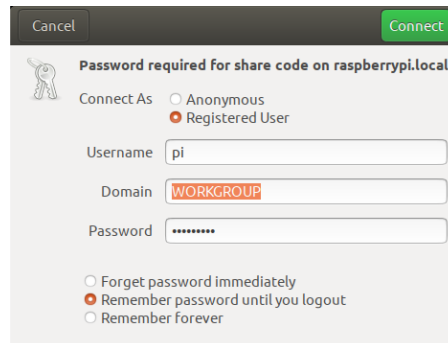 Cancel
Connect
Password required for share code on raspberrypi.local
Connect As
Anonymous
Registered User
Username pi
Domain WORKGROUP
Password •••••••••
Forget password immediately
Remember password until you logout
Remember forever